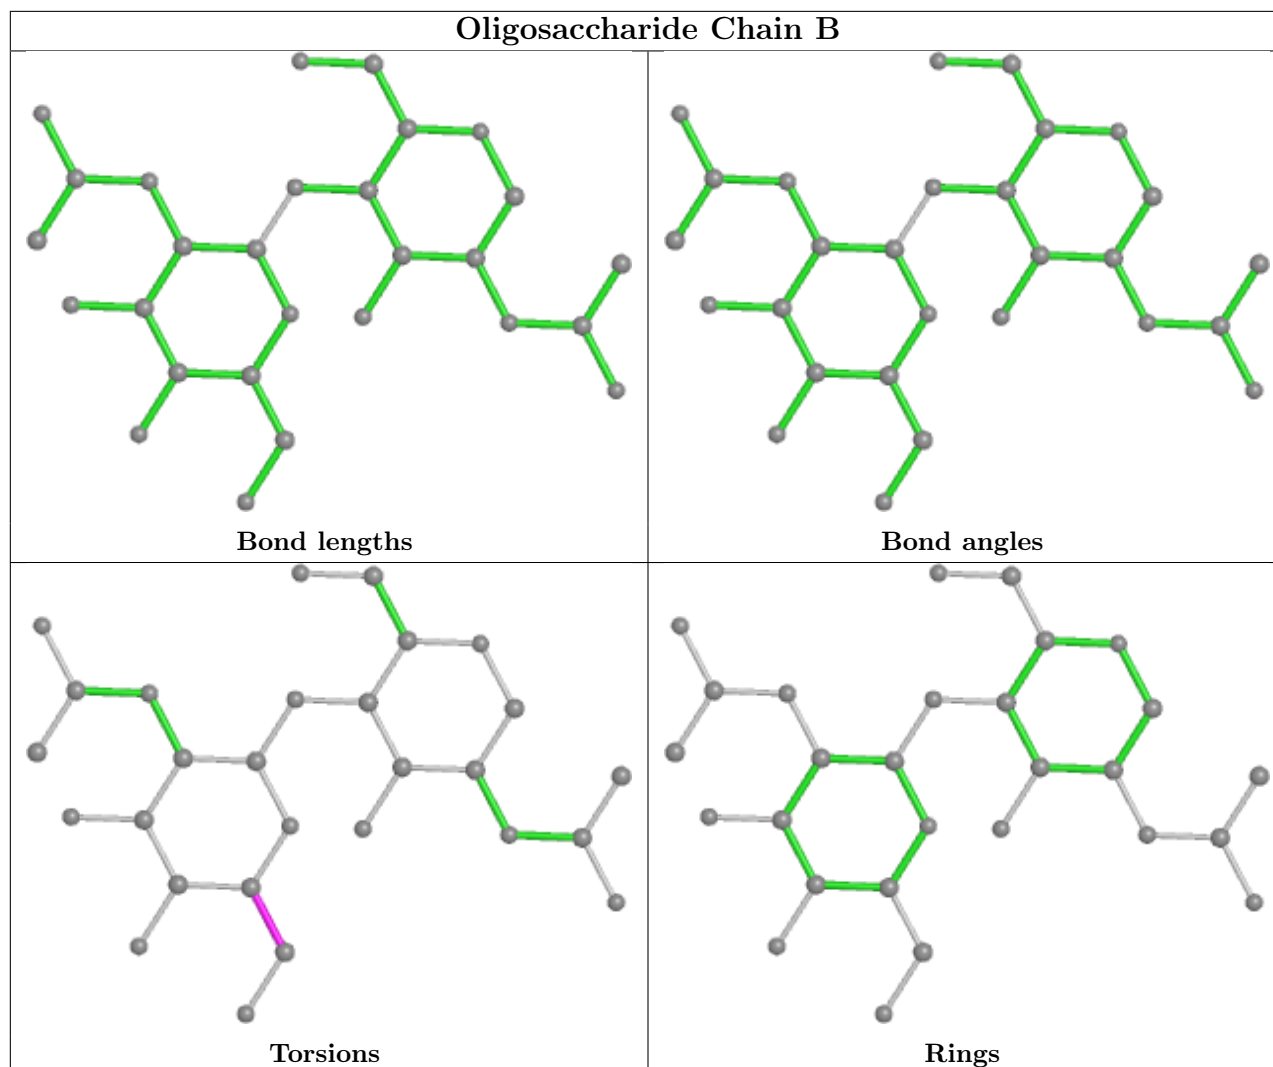 Oligosaccharide Chain B
Bond lengths
Bond angles
Torsions
Rings